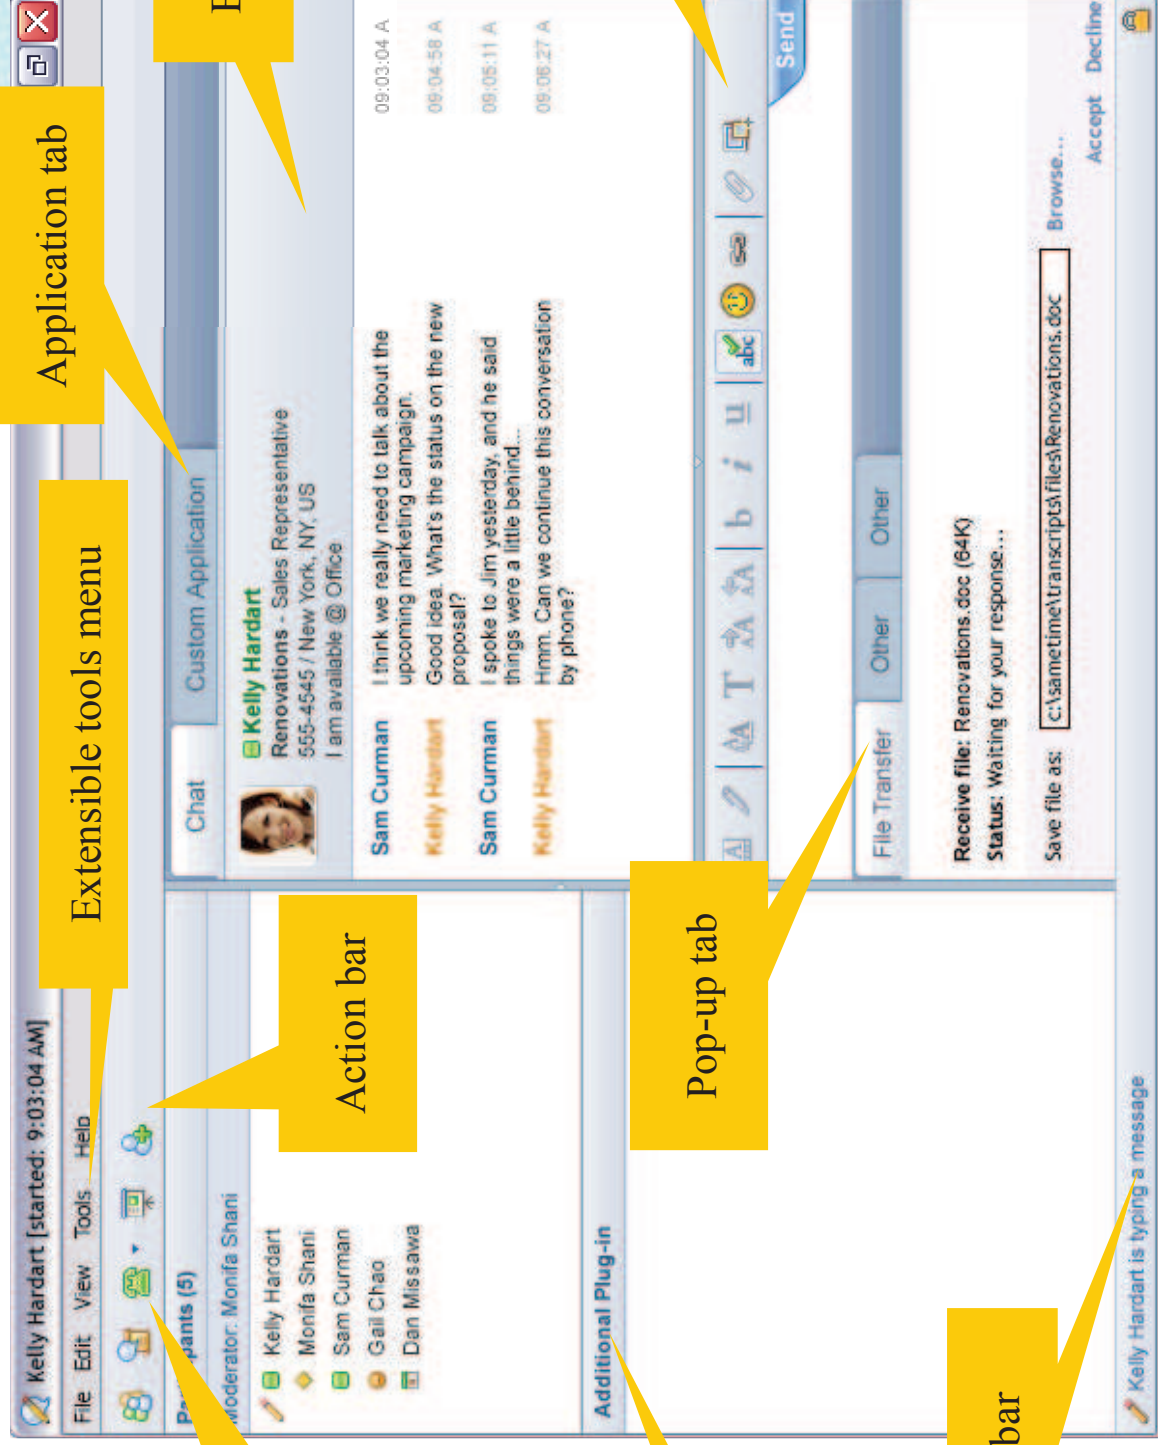 Application tab
Extensible tools menu
Kelly Hardart [started: 9:03:04 AM]
File Edit View Tools Help
Moderator: Monifa Shani
Kelly Hardart
Monifa Shani
Sam Curman
Gail Chao
Dan Missawa
Action bar
Additional Plug-in
Chat
Custom Application
Kelly Hardart
Renovations - Sales Representative
555-4545 / New York, NY, US
I am available @ Office
Sam Curman I think we really need to talk about the 09:03:04 A
upcoming marketing campaign.
Kelly Hardart Good idea. What's the status on the new 09:04:58 A
proposal?
Sam Curman I spoke to Jim yesterday, and he said 09:05:11 A
things were a little behind...
Kelly Hardart Hmm. Can we continue this conversation 09:06:27 A
by phone?
A AA T AA AA b i u abc
Send
Pop-up tab
File Transfer Other Other
Receive file: Renovations.doc (64K)
Status: Waiting for your response...
Save file as: c:\sametime\transcripts\files\Renovations.doc Browse...
Accept Decline
bar
Kelly Hardart is typing a message